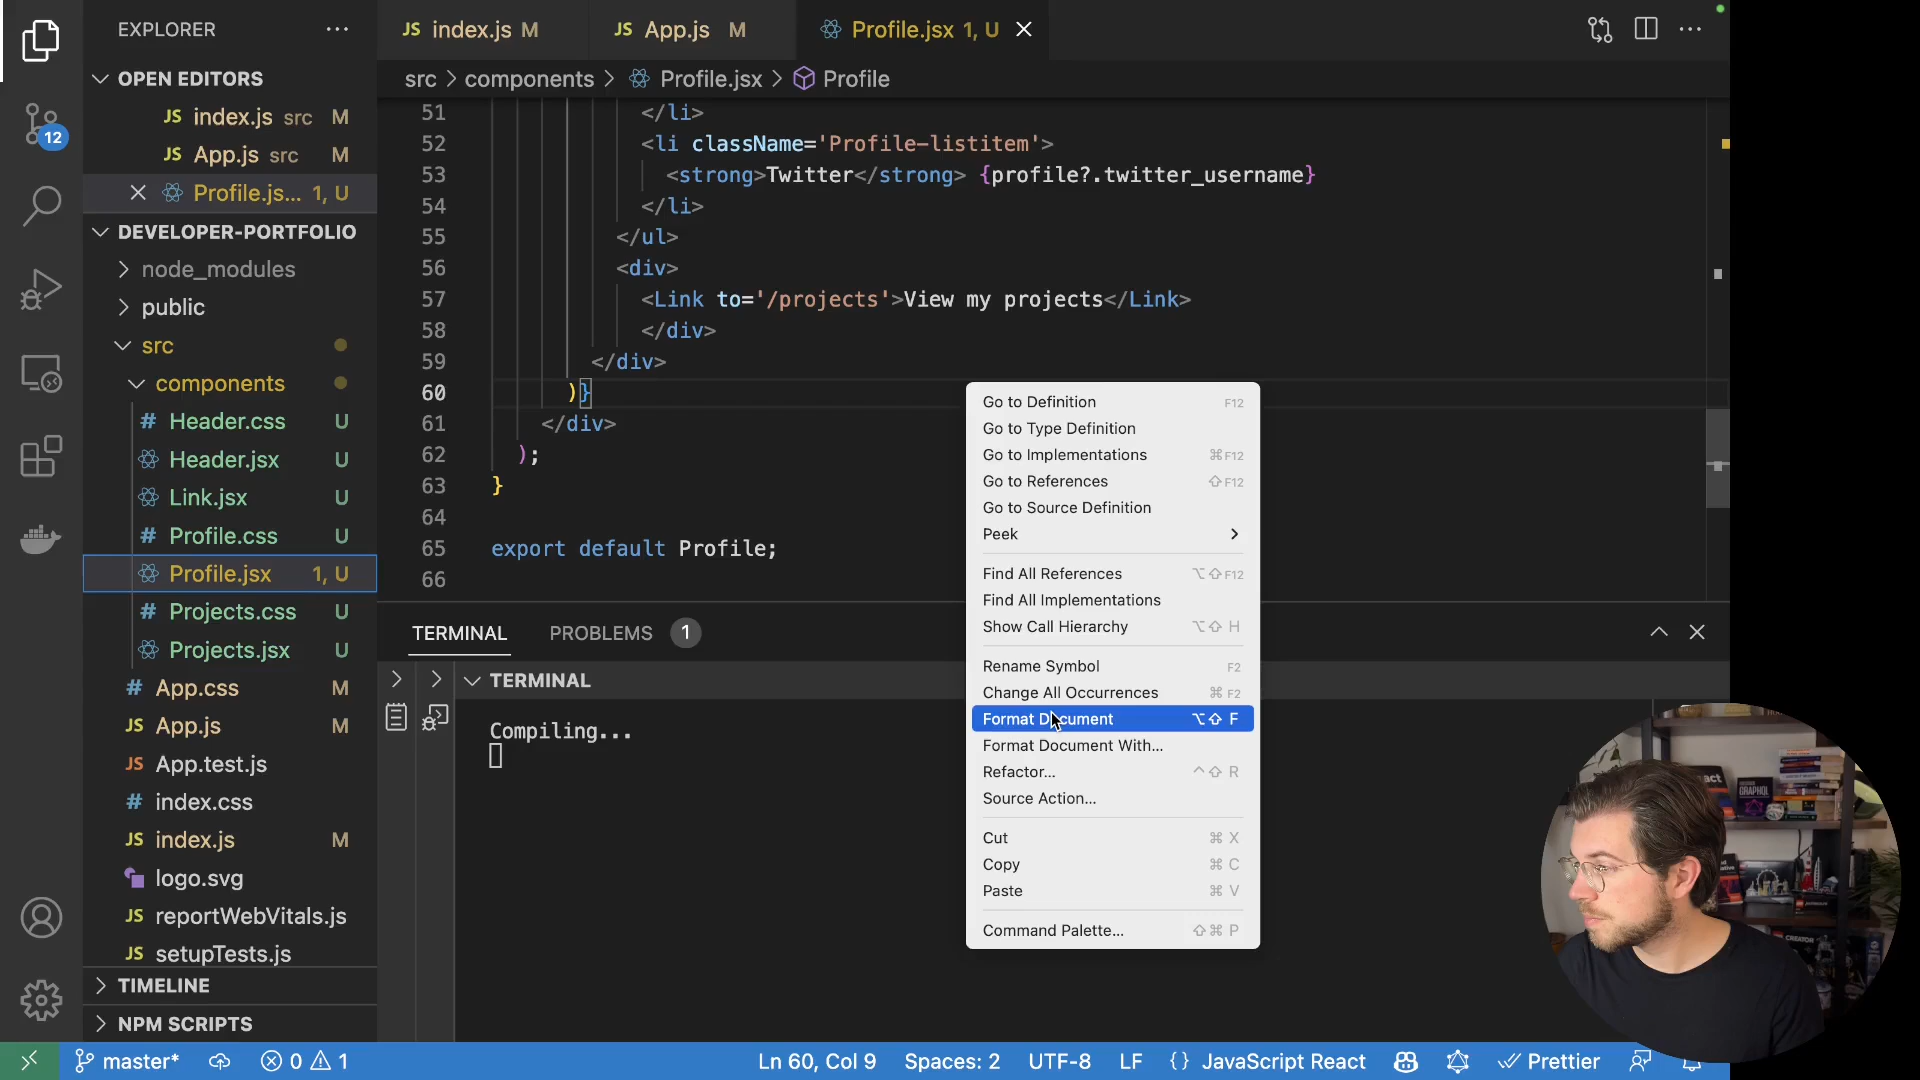 EXPLORER
OPEN EDITORS
JS index.js src M
JS App.js src M
Profile.js... 1, U
DEVELOPER-PORTFOLIO
node_modules
public
src
components
# Header.css U
Header.jsx U
Link.jsx U
# Profile.css U
Profile.jsx 1, U
# Projects.css U
Projects.jsx U
# App.css M
JS App.js M
JS App.test.js
# index.css
JS index.js M
logo.svg
JS reportWebVitals.js
JS setupTests.js
TIMELINE
NPM SCRIPTS
12
JS index.js M
JS App.js M
Profile.jsx 1, U
src > components > Profile.jsx > Profile
51 </li>
52 <li className='Profile-listitem'>
53 <strong>Twitter</strong> {profile?.twitter_username}
54 </li>
55 </ul>
56 <div>
57 <Link to='/projects'>View my projects</Link>
58 </div>
59 </div>
60 )}
61 </div>
62 );
63 }
64
65 export default Profile;
66
TERMINAL
PROBLEMS 1
TERMINAL
Compiling...
Go to Definition F12
Go to Type Definition
Go to Implementations ⌘F12
Go to References ⇧F12
Go to Source Definition
Peek
Find All References ⌥⇧F12
Find All Implementations
Show Call Hierarchy ⌥⇧ H
Rename Symbol F2
Change All Occurrences ⌘ F2
Format Document ⌥⇧ F
Format Document With...
Refactor... ^⇧ R
Source Action...
Cut ⌘ X
Copy ⌘ C
Paste ⌘ V
Command Palette... ⇧⌘ P
master* 0 1
Ln 60, Col 9
Spaces: 2
UTF-8
LF
{} JavaScript React
Prettier